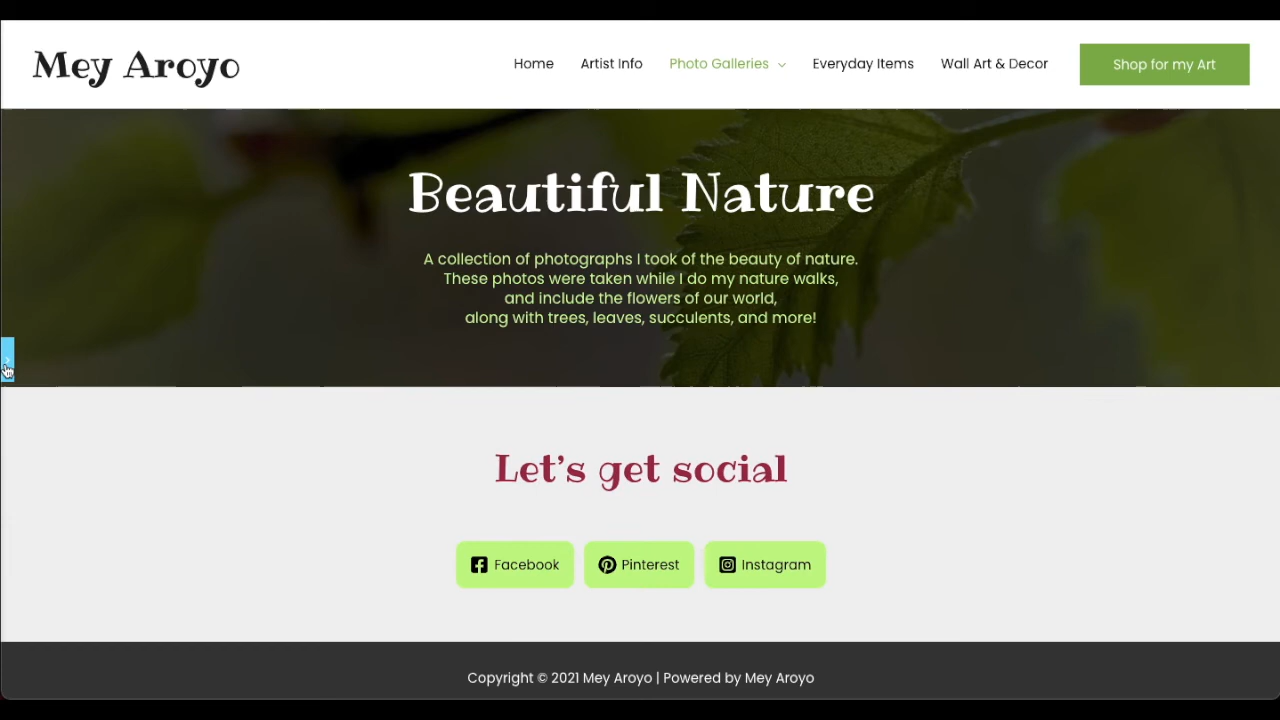 Mey Aroyo
Home
Artist Info
Photo Galleries
Everyday Items
Wall Art & Decor
Shop for my Art
Beautiful Nature
A collection of photographs I took of the beauty of nature.
These photos were taken while I do my nature walks,
and include the flowers of our world,
along with trees, leaves, succulents, and more!
Let's get social
Facebook
Pinterest
Instagram
Copyright © 2021 Mey Aroyo | Powered by Mey Aroyo